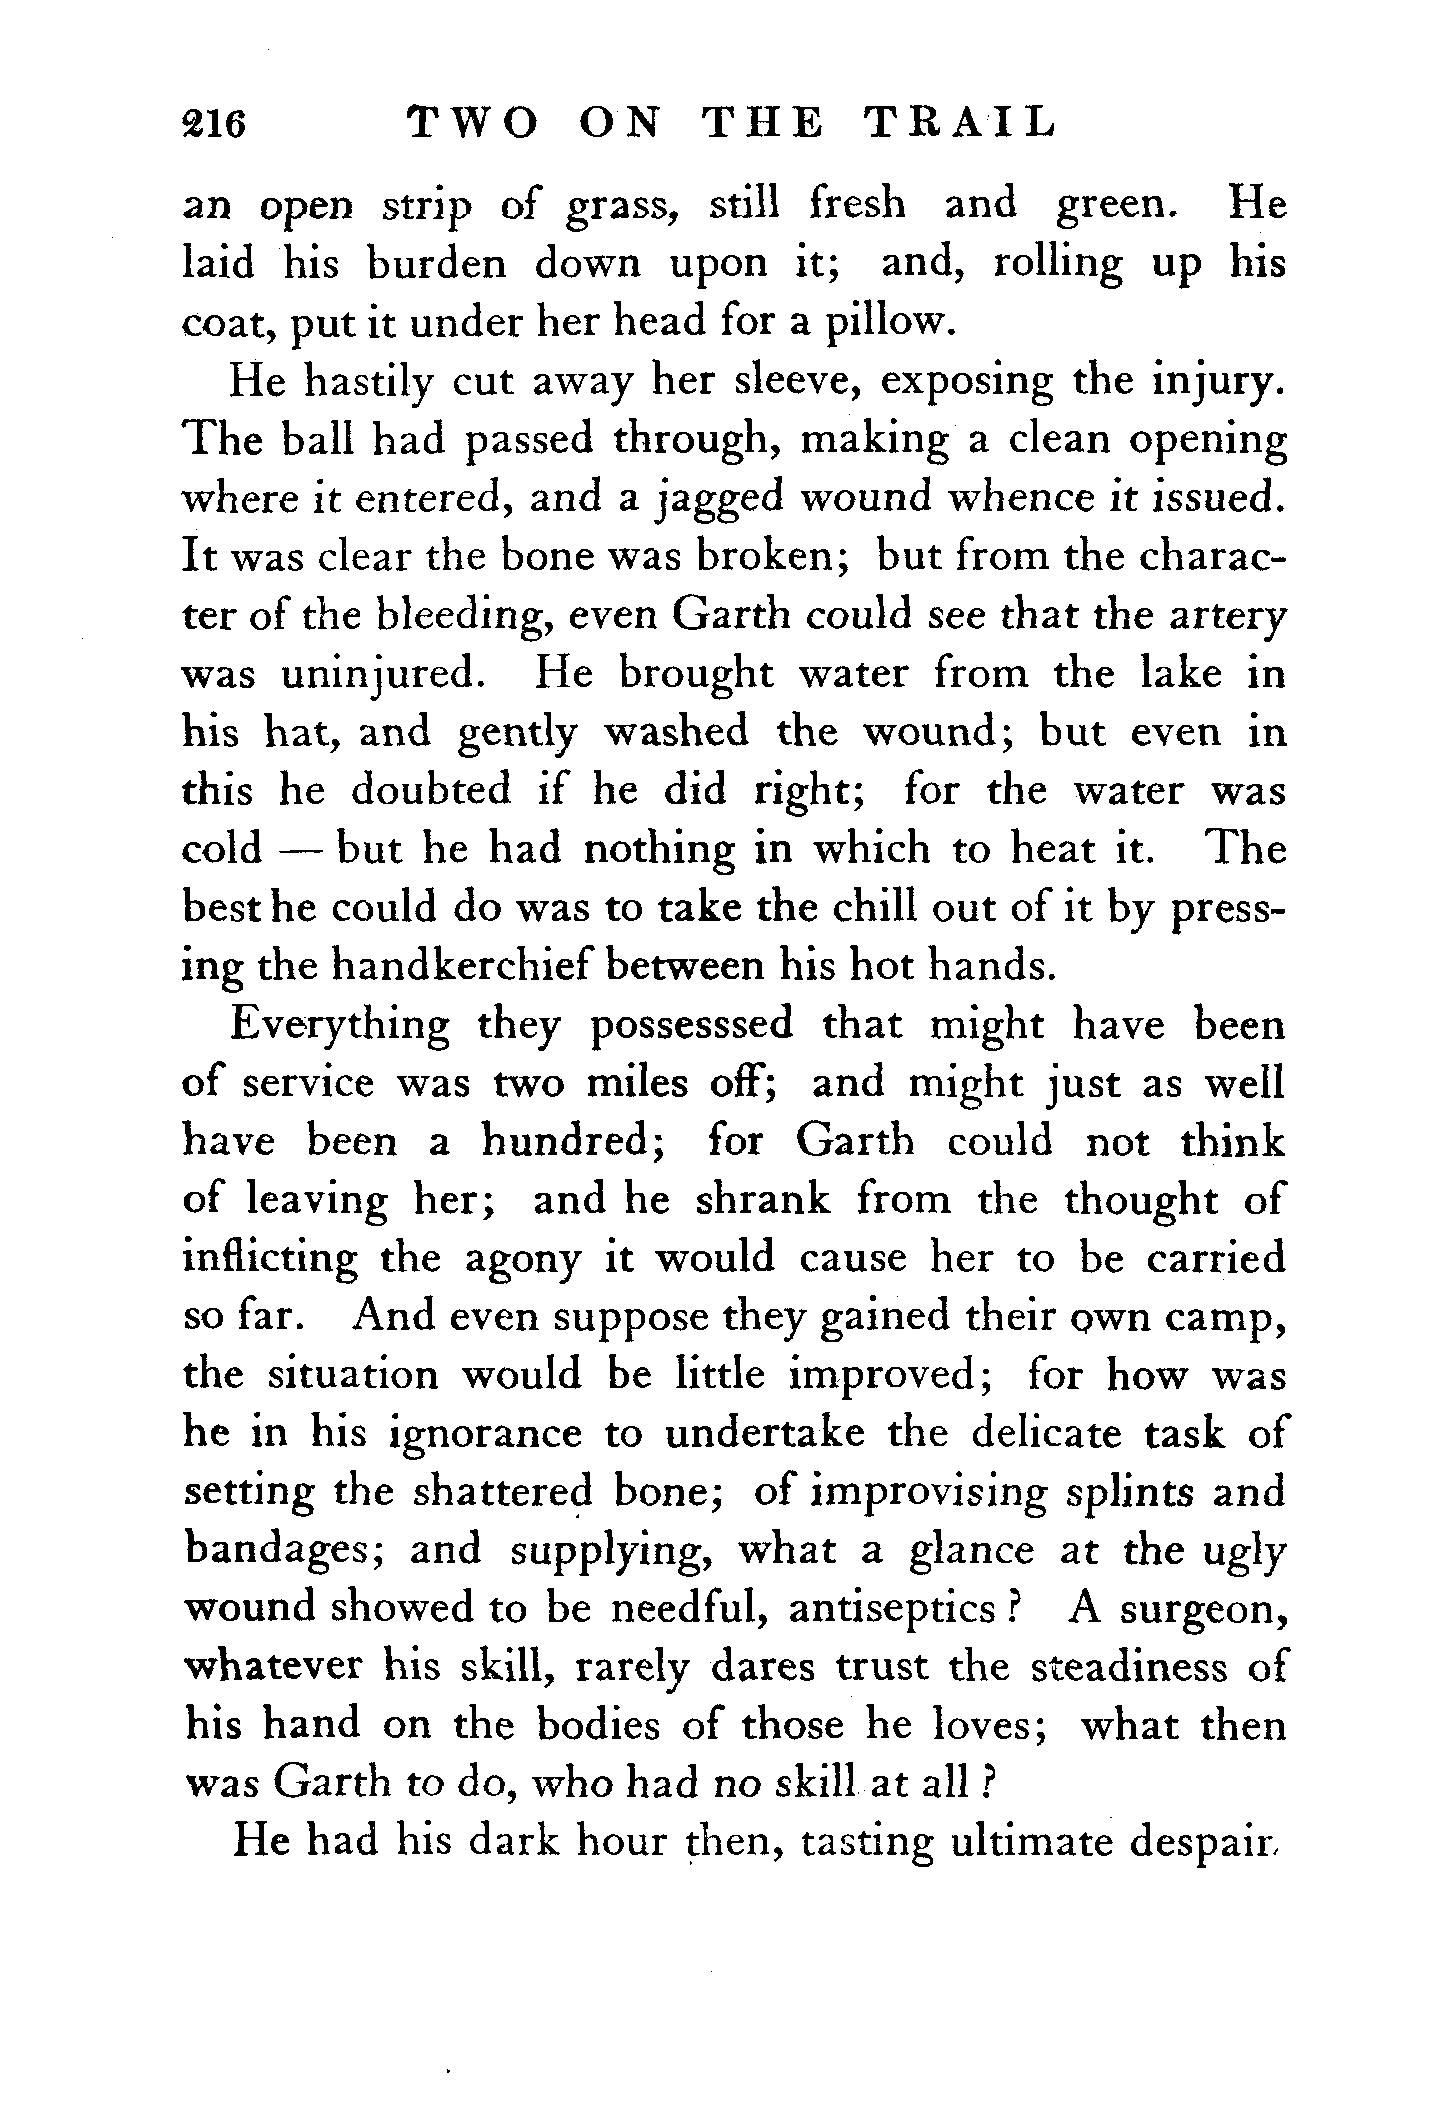 216 TWO ON THE TRAIL
an open strip of grass, still fresh and green. He
laid his burden down upon it; and, rolling up his
coat, put it under her head for a pillow.
He hastily cut away her sleeve, exposing the injury.
The ball had passed through, making a clean opening
where it entered, and a jagged wound whence it issued.
It was clear the bone was broken; but from the charac-
ter of the bleeding, even Garth could see that the artery
was uninjured. He brought water from the lake in
his hat, and gently washed the wound; but even in
this he doubted if he did right; for the water was
cold — but he had nothing in which to heat it. The
best he could do was to take the chill out of it by press-
ing the handkerchief between his hot hands.
Everything they possesssed that might have been
of service was two miles off; and might just as well
have been a hundred; for Garth could not think
of leaving her; and he shrank from the thought of
inflicting the agony it would cause her to be carried
so far. And even suppose they gained their own camp,
the situation would be little improved; for how was
he in his ignorance to undertake the delicate task of
setting the shattered bone; of improvising splints and
bandages; and supplying, what a glance at the ugly
wound showed to be needful, antiseptics? A surgeon,
whatever his skill, rarely dares trust the steadiness of
his hand on the bodies of those he loves; what then
was Garth to do, who had no skill at all?
He had his dark hour then, tasting ultimate despair.